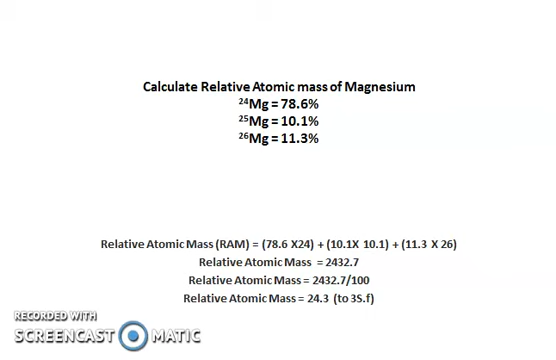 Calculate Relative Atomic mass of Magnesium
²⁴Mg = 78.6%
²⁵Mg = 10.1%
²⁶Mg = 11.3%
Relative Atomic Mass (RAM) = (78.6 X24) + (10.1X 10.1) + (11.3 X 26)
Relative Atomic Mass = 2432.7
Relative Atomic Mass = 2432.7/100
Relative Atomic Mass = 24.3 (to 3S.f)
RECORDED WITH
SCREENCAST MATIC